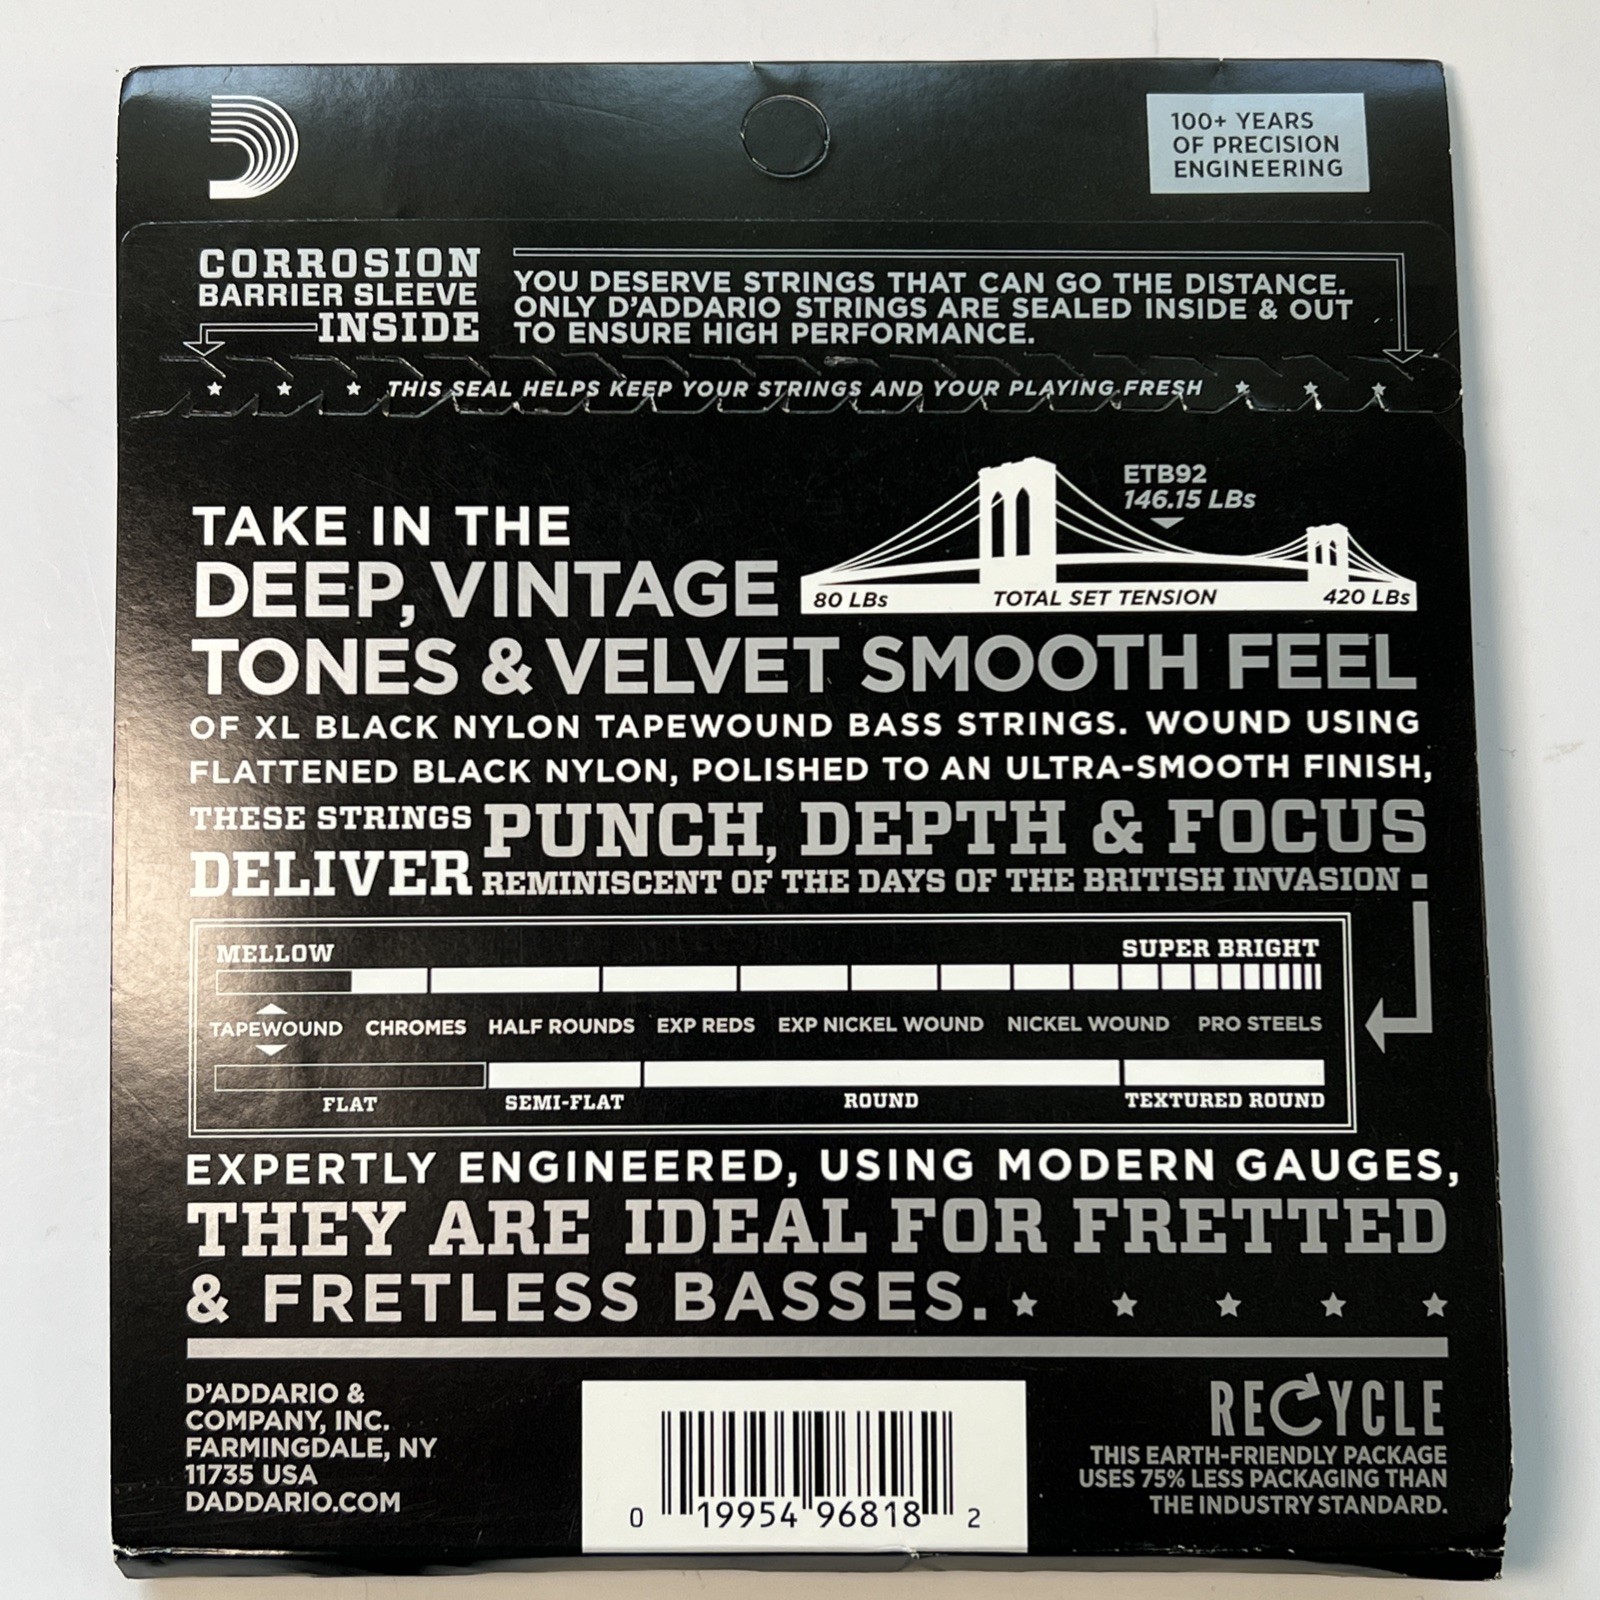 100+ YEARS
OF PRECISION
ENGINEERING
CORROSION
BARRIER SLEEVE
INSIDE
YOU DESERVE STRINGS THAT CAN GO THE DISTANCE.
ONLY D'ADDARIO STRINGS ARE SEALED INSIDE & OUT
TO ENSURE HIGH PERFORMANCE.
THIS SEAL HELPS KEEP YOUR STRINGS AND YOUR PLAYING FRESH
ETB92
146.15 LBs
80 LBs TOTAL SET TENSION 420 LBs
TAKE IN THE
DEEP, VINTAGE
TONES & VELVET SMOOTH FEEL
OF XL BLACK NYLON TAPEWOUND BASS STRINGS. WOUND USING
FLATTENED BLACK NYLON, POLISHED TO AN ULTRA-SMOOTH FINISH,
THESE STRINGS
DELIVER
PUNCH, DEPTH & FOCUS
REMINISCENT OF THE DAYS OF THE BRITISH INVASION
MELLOW SUPER BRIGHT
TAPEWOUND CHROMES HALF ROUNDS EXP REDS EXP NICKEL WOUND NICKEL WOUND PRO STEELS
FLAT SEMI-FLAT ROUND TEXTURED ROUND
EXPERTLY ENGINEERED, USING MODERN GAUGES,
THEY ARE IDEAL FOR FRETTED
& FRETLESS BASSES.
D'ADDARIO &
COMPANY, INC.
FARMINGDALE, NY
11735 USA
DADDARIO.COM
0 19954 96818 2
RECYCLE
THIS EARTH-FRIENDLY PACKAGE
USES 75% LESS PACKAGING THAN
THE INDUSTRY STANDARD.